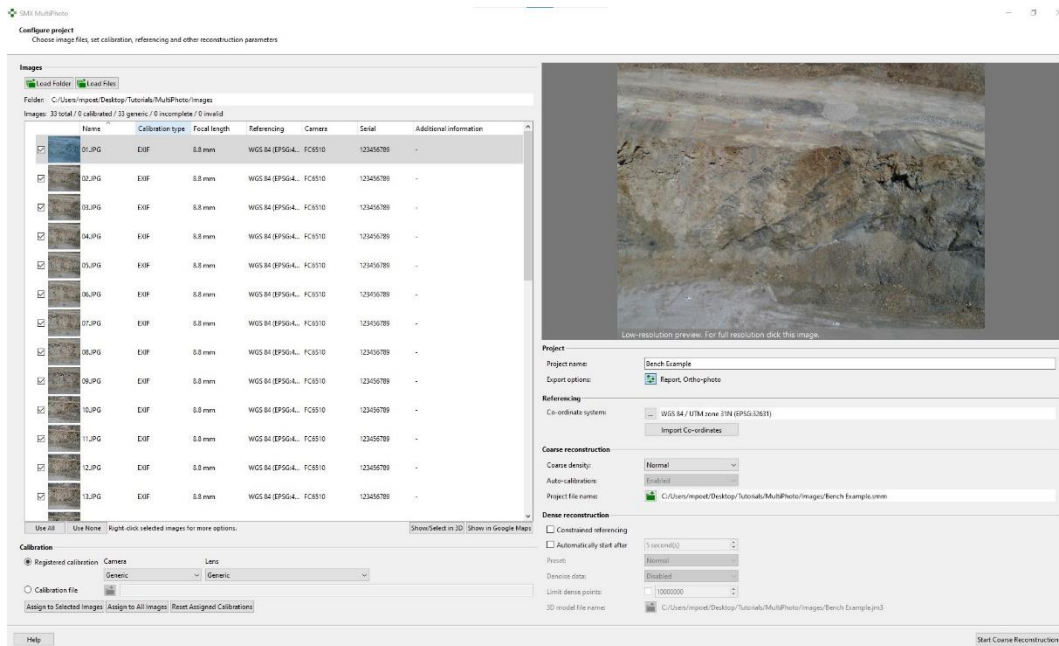 SMX MultiPhoto
Configure project
Choose image files, set calibration, referencing and other reconstruction parameters
Images
Load Folder Load Files
Folder: C:/Users/mpoet/Desktop/Tutorials/MultiPhoto/Images
Images: 33 total / 0 calibrated / 33 generic / 0 incomplete / 0 invalid
Name Calibration type Focal length Referencing Camera Serial Additional information
01.JPG EXIF 8.8 mm WGS 84 (EPSG:4... FC6510 123456789 -
02.JPG EXIF 8.8 mm WGS 84 (EPSG:4... FC6510 123456789 -
03.JPG EXIF 8.8 mm WGS 84 (EPSG:4... FC6510 123456789 -
04.JPG EXIF 8.8 mm WGS 84 (EPSG:4... FC6510 123456789 -
05.JPG EXIF 8.8 mm WGS 84 (EPSG:4... FC6510 123456789 -
06.JPG EXIF 8.8 mm WGS 84 (EPSG:4... FC6510 123456789 -
07.JPG EXIF 8.8 mm WGS 84 (EPSG:4... FC6510 123456789 -
08.JPG EXIF 8.8 mm WGS 84 (EPSG:4... FC6510 123456789 -
09.JPG EXIF 8.8 mm WGS 84 (EPSG:4... FC6510 123456789 -
10.JPG EXIF 8.8 mm WGS 84 (EPSG:4... FC6510 123456789 -
11.JPG EXIF 8.8 mm WGS 84 (EPSG:4... FC6510 123456789 -
12.JPG EXIF 8.8 mm WGS 84 (EPSG:4... FC6510 123456789 -
13.JPG EXIF 8.8 mm WGS 84 (EPSG:4... FC6510 123456789 -
Use All Use None Right-click selected images for more options. Show/Select in 3D Show in Google Maps
Calibration
Registered calibration Camera Lens
Generic Generic
Calibration file
Assign to Selected Images Assign to All Images Reset Assigned Calibrations
Help
Low-resolution preview. For full resolution click this image.
Project
Project name: Bench Example
Export options: Report, Ortho-photo
Referencing
Co-ordinate system: ... WGS 84 / UTM zone 31N (EPSG:32631)
Import Co-ordinates
Coarse reconstruction
Coarse density: Normal
Auto-calibration: Enabled
Project file name: C:/Users/mpoet/Desktop/Tutorials/MultiPhoto/Images/Bench Example.smm
Dense reconstruction
Constrained referencing
Automatically start after 5 second(s)
Preset: Normal
Denoise data: Disabled
Limit dense points: 10000000
3D model file name: C:/Users/mpoet/Desktop/Tutorials/MultiPhoto/Images/Bench Example.jm3
Start Coarse Reconstruction